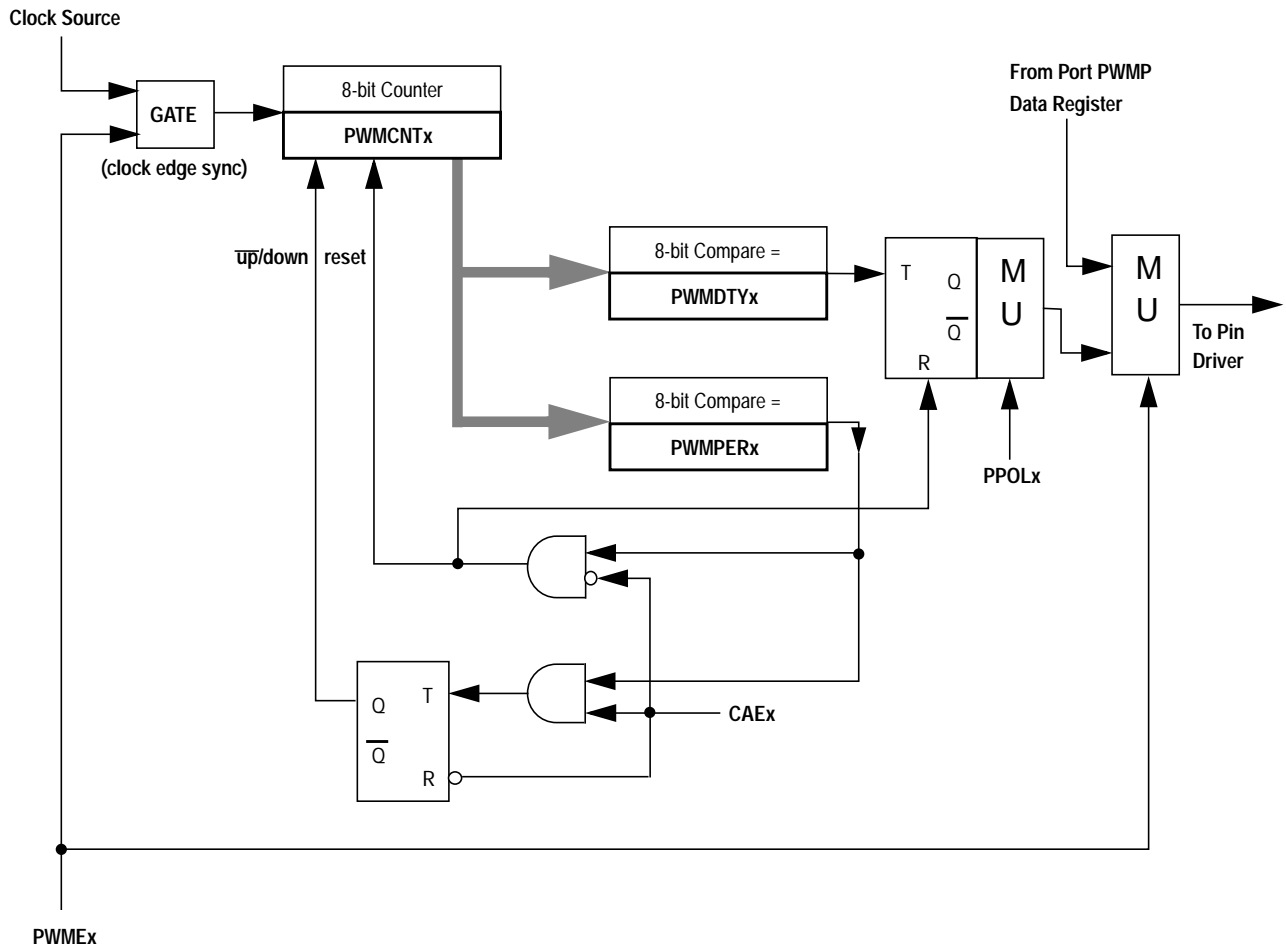 Clock Source
8-bit Counter
PWMCNTx
GATE
(clock edge sync)
From Port PWMP
Data Register
up/down
reset
8-bit Compare =
PWMDTYx
T
Q
Q
R
M
U
M
U
To Pin
Driver
8-bit Compare =
PWMPERx
PPOLx
Q
T
Q
R
CAEx
PWMEx